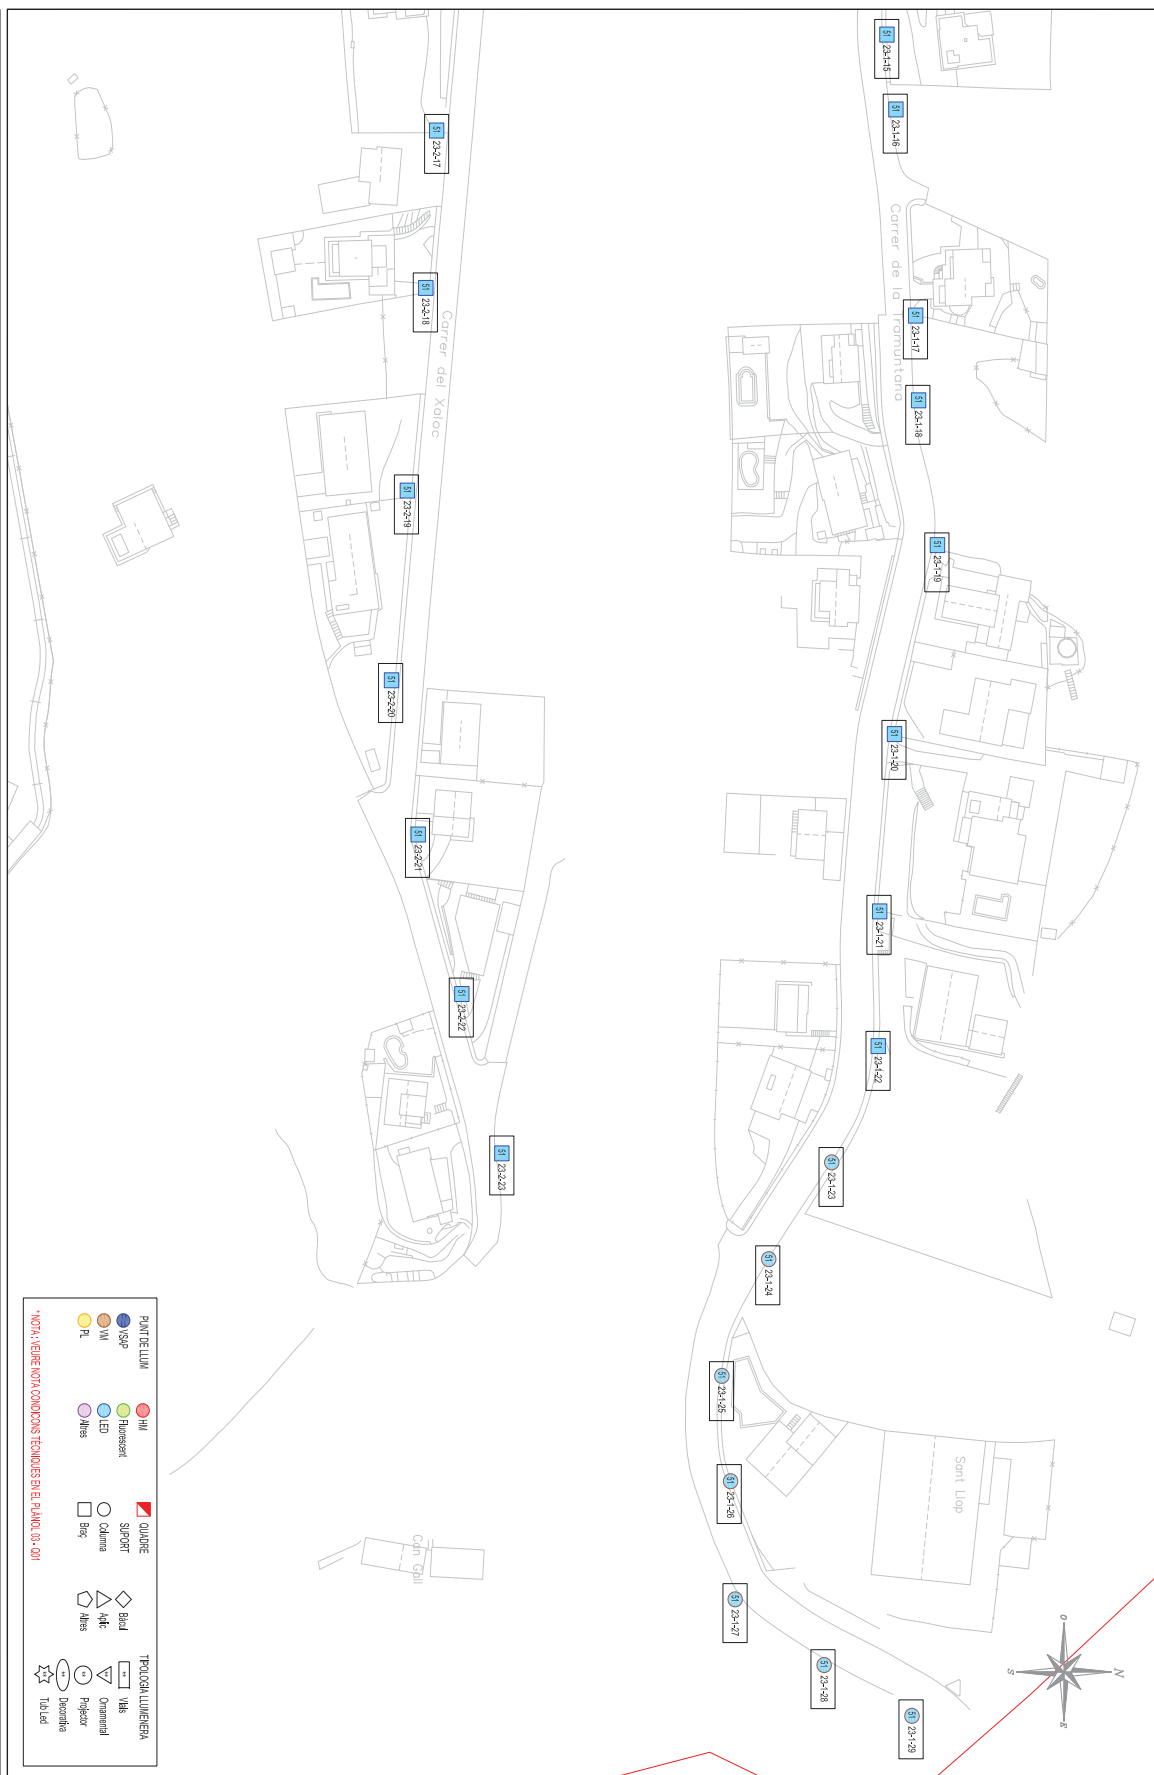 51 23-1-15
51 23-1-16
51 23-1-17
51 23-1-18
51 23-1-19
51 23-1-20
51 23-1-21
51 23-1-22
51 23-1-23
51 23-1-24
51 23-1-25
51 23-1-26
51 23-1-27
51 23-1-28
51 23-1-29
Carrer de la Tramuntana
Sant Llop
51 23-2-17
51 23-2-18
51 23-2-19
51 23-2-20
51 23-2-21
51 23-2-22
51 23-2-23
Carrer del Xaloc
Can Gall
N
S
E
O
PUNT DE LLUM
VSAP
VM
PL
HM
Fluorescent
LED
Altres
QUADRE
SUPORT
Columna
Braç
Bàcul
Aplic
Altres
TIPOLOGIA LLUMENERA
Vials
Ornamental
Projector
Decorativa
Tub Led
*NOTA: VEURE NOTA CONDICIONS TÈCNIQUES EN EL PLÀNOL 03 - Q01